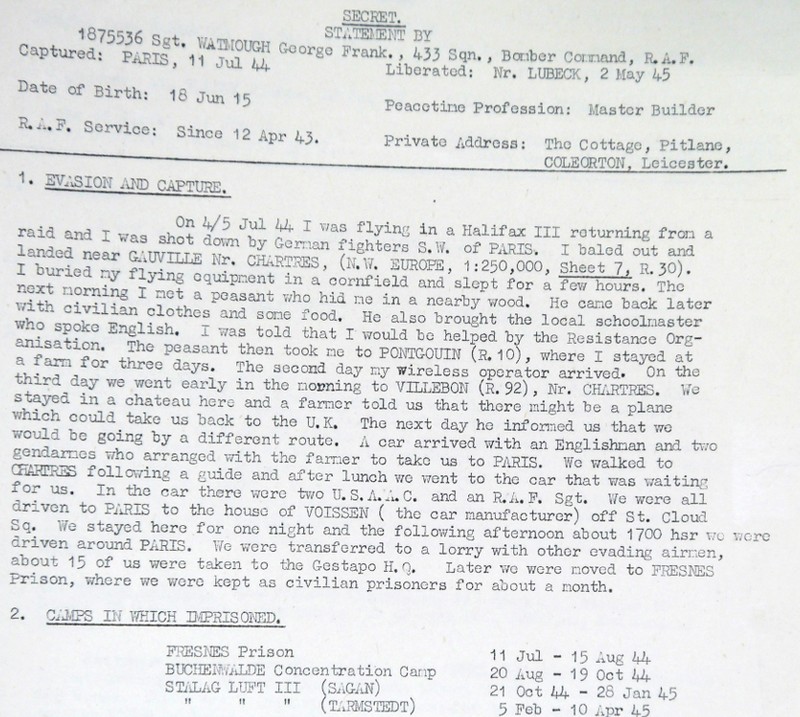 SECRET.
STATEMENT BY
1875536 Sgt. WATMOUGH George Frank., 433 Sqn., Bomber Command, R.A.F.
Captured: PARIS, 11 Jul 44 Liberated: Nr. LUBECK, 2 May 45
Date of Birth: 18 Jun 15 Peacetime Profession: Master Builder
R.A.F. Service: Since 12 Apr 43. Private Address: The Cottage, Pitlane,
COLEORTON, Leicester.
1. EVASION AND CAPTURE.
On 4/5 Jul 44 I was flying in a Halifax III returning from a
raid and I was shot down by German fighters S.W. of PARIS. I baled out and
landed near GAUVILLE Nr. CHARTRES, (N.W. EUROPE, 1:250,000, Sheet 7, R.30).
I buried my flying equipment in a cornfield and slept for a few hours. The
next morning I met a peasant who hid me in a nearby wood. He came back later
with civilian clothes and some food. He also brought the local schoolmaster
who spoke English. I was told that I would be helped by the Resistance Org-
anisation. The peasant then took me to PONTGOUIN (R.10), where I stayed at
a farm for three days. The second day my wireless operator arrived. On the
third day we went early in the morning to VILLEBON (R.92), Nr. CHARTRES. We
stayed in a chateau here and a farmer told us that there might be a plane
which could take us back to the U.K. The next day he informed us that we
would be going by a different route. A car arrived with an Englishman and two
gendarmes who arranged with the farmer to take us to PARIS. We walked to
CHARTRES following a guide and after lunch we went to the car that was waiting
for us. In the car there were two U.S.A.A.C. and an R.A.F. Sgt. We were all
driven to PARIS to the house of VOISSEN ( the car manufacturer) off St. Cloud
Sq. We stayed here for one night and the following afternoon about 1700 hsr we were
driven around PARIS. We were transferred to a lorry with other evading airmen,
about 15 of us were taken to the Gestapo H.Q. Later we were moved to FRESNES
Prison, where we were kept as civilian prisoners for about a month.
2. CAMPS IN WHICH IMPRISONED.
FRESNES Prison 11 Jul - 15 Aug 44
BUCHENWALDE Concentration Camp 20 Aug - 19 Oct 44
STALAG LUFT III (SAGAN) 21 Oct 44 - 28 Jan 45
" " " (TARMSTEDT) 5 Feb - 10 Apr 45